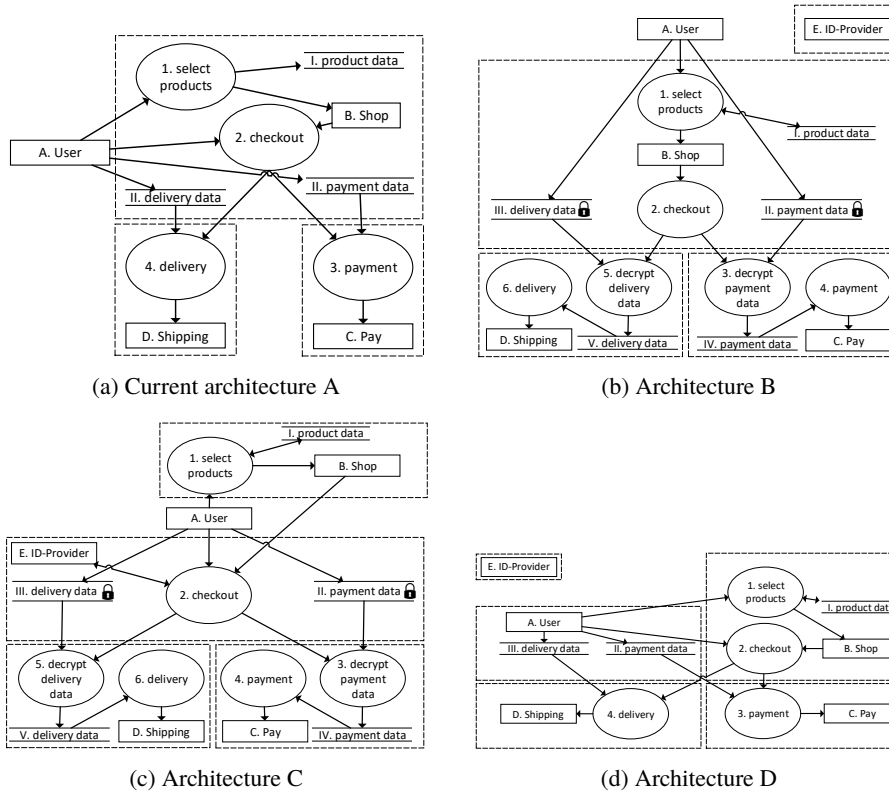 1. select
products
I. product data
B. Shop
2. checkout
A. User
II. delivery data
II. payment data
4. delivery
3. payment
D. Shipping
C. Pay
(a) Current architecture A
A. User
E. ID-Provider
1. select
products
I. product data
B. Shop
III. delivery data
2. checkout
II. payment data
6. delivery
5. decrypt
delivery
data
3. decrypt
payment
data
4. payment
D. Shipping
V. delivery data
IV. payment data
C. Pay
(b) Architecture B
I. product data
1. select
products
B. Shop
A. User
E. ID-Provider
III. delivery data
2. checkout
II. payment data
5. decrypt
delivery
data
6. delivery
4. payment
3. decrypt
payment
data
V. delivery data
D. Shipping
C. Pay
IV. payment data
(c) Architecture C
E. ID-Provider
1. select
products
I. product data
A. User
III. delivery data
II. payment data
2. checkout
B. Shop
D. Shipping
4. delivery
3. payment
C. Pay
(d) Architecture D